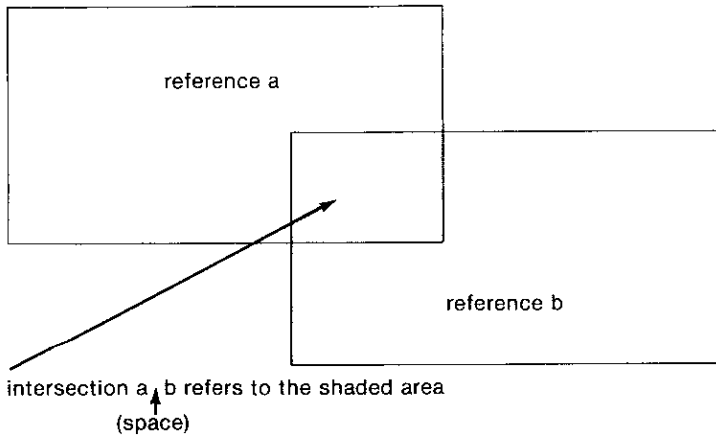 reference a
reference b
intersection a b refers to the shaded area
(space)